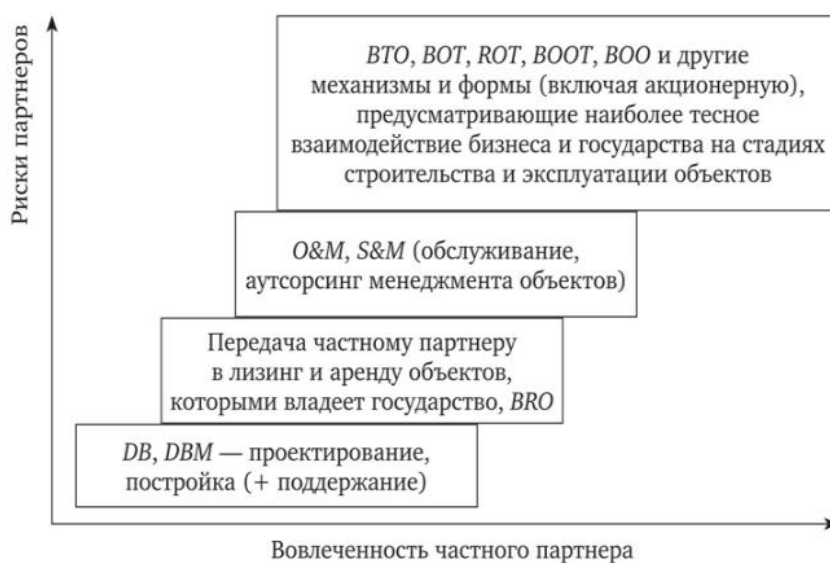 Риски партнеров
BTO, BOT, ROT, BOOT, BOO и другие
механизмы и формы (включая акционерную),
предусматривающие наиболее тесное
взаимодействие бизнеса и государства на стадиях
строительства и эксплуатации объектов
O&M, S&M (обслуживание,
аутсорсинг менеджмента объектов)
Передача частному партнеру
в лизинг и аренду объектов,
которыми владеет государство, BRO
DB, DBM — проектирование,
постройка (+ поддержание)
Вовлеченность частного партнера